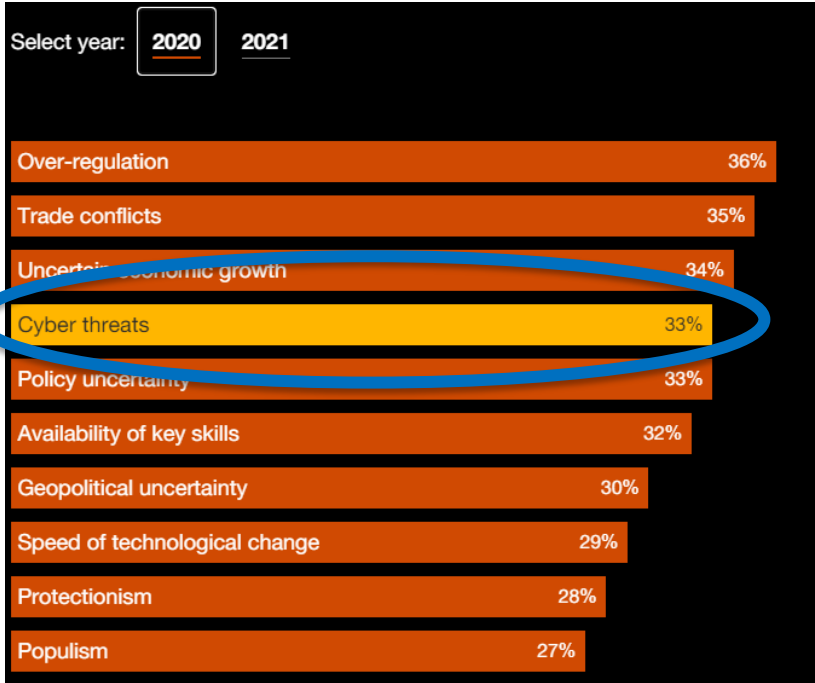 Select year: 2020 2021
Over-regulation 36%
Trade conflicts 35%
Uncertain economic growth 34%
Cyber threats 33%
Policy uncertainty 33%
Availability of key skills 32%
Geopolitical uncertainty 30%
Speed of technological change 29%
Protectionism 28%
Populism 27%